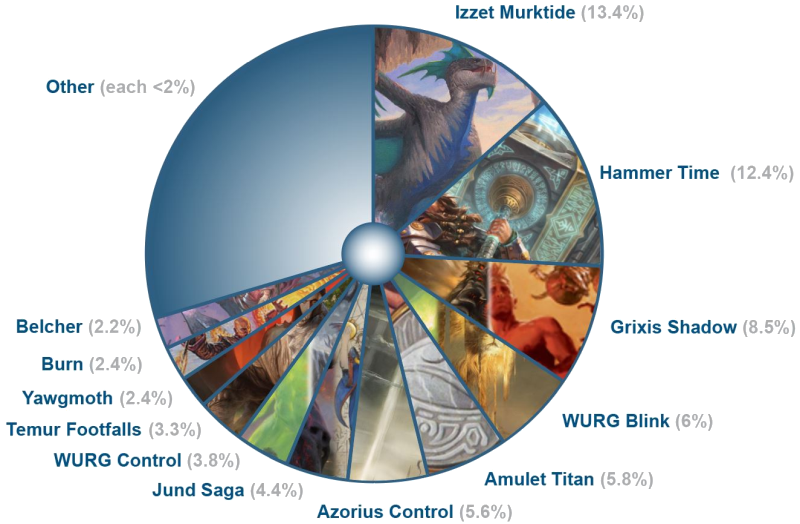 Izzet Murktide (13.4%)
Other (each <2%)
Hammer Time (12.4%)
Grixis Shadow (8.5%)
WURG Blink (6%)
Amulet Titan (5.8%)
Azorius Control (5.6%)
Jund Saga (4.4%)
WURG Control (3.8%)
Temur Footfalls (3.3%)
Yawgmoth (2.4%)
Burn (2.4%)
Belcher (2.2%)